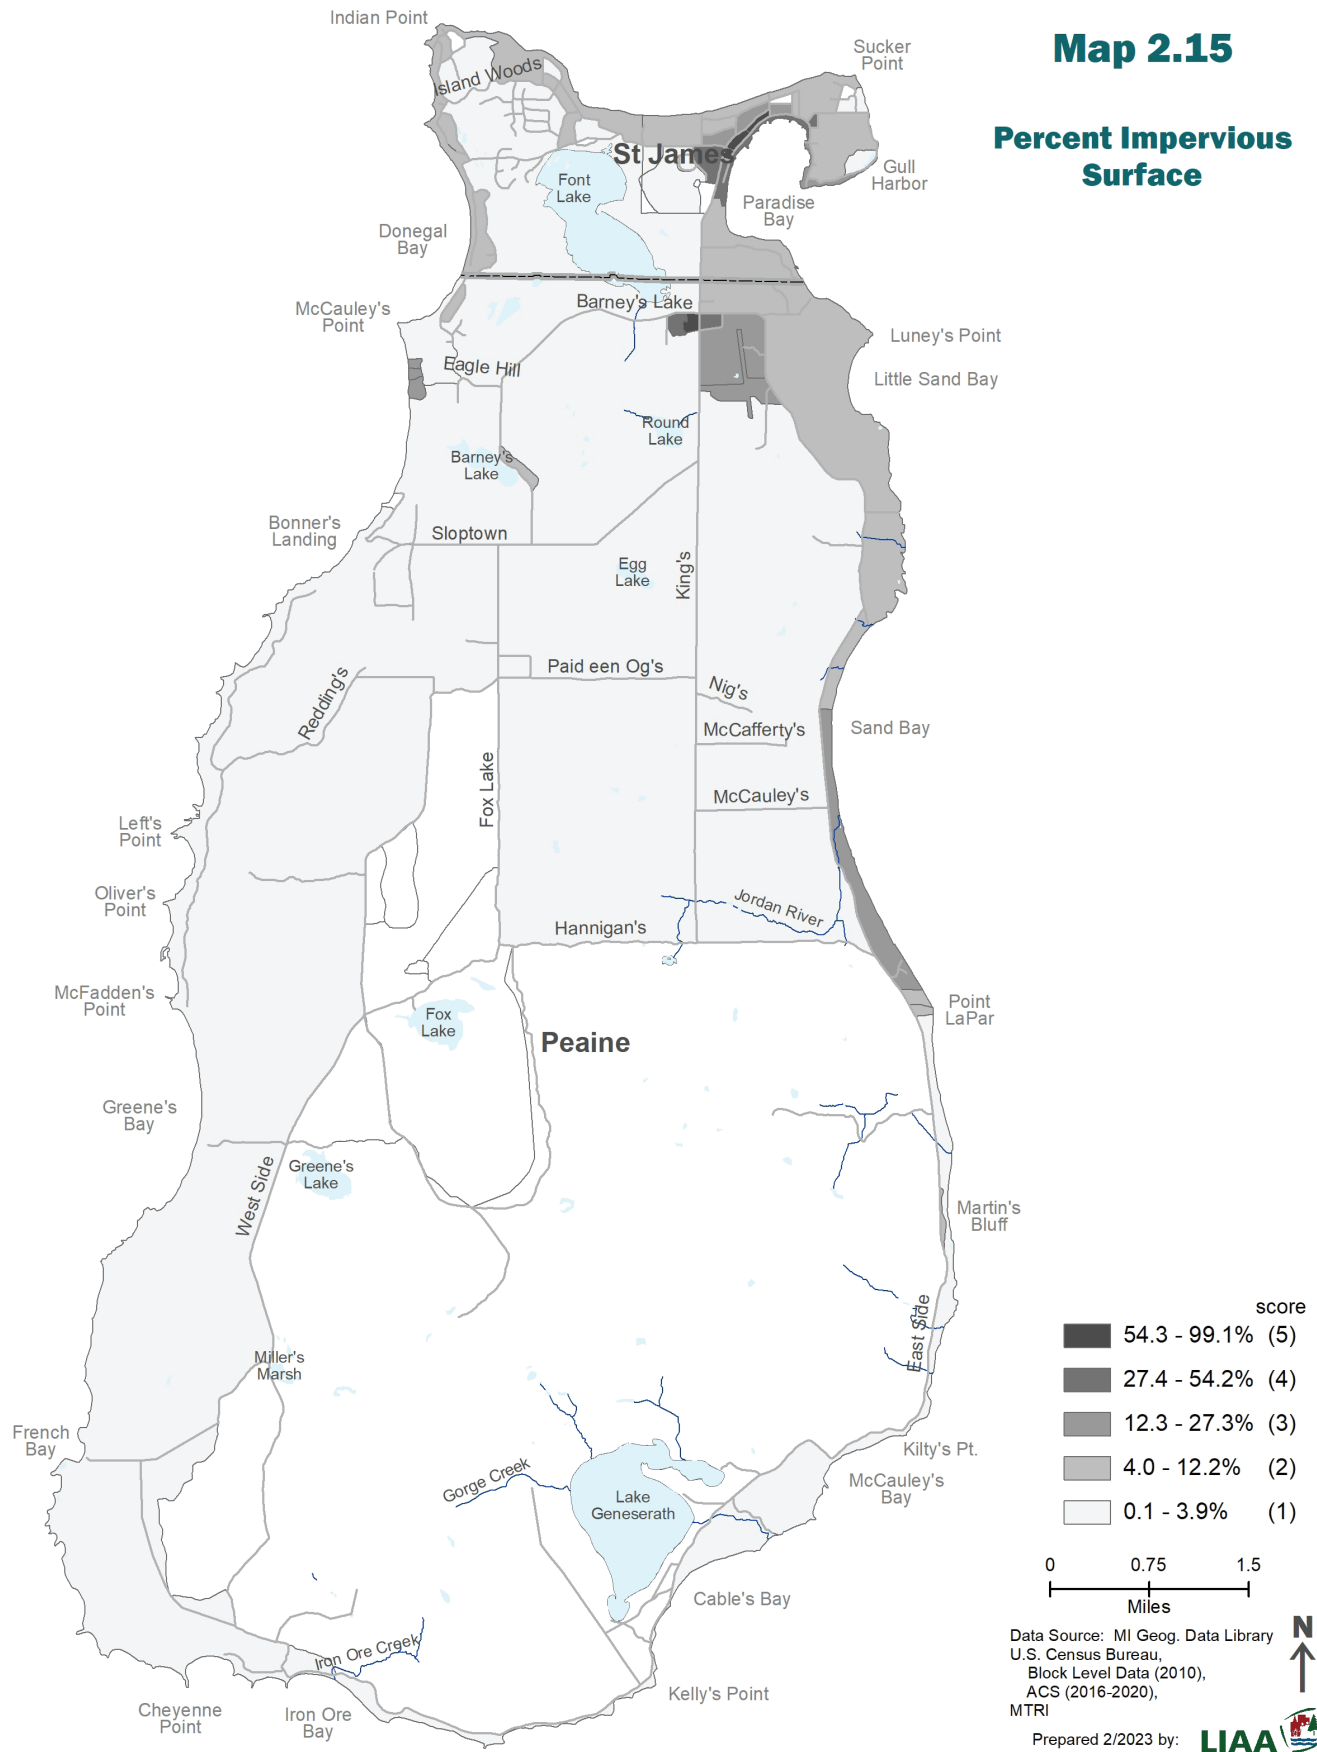 Map 2.15
Percent Impervious
Surface
Indian Point
Sucker
Point
Island Woods
St James
Font
Lake
Gull
Harbor
Paradise
Bay
Donegal
Bay
McCauley's
Point
Barney's Lake
Luney's Point
Eagle Hill
Little Sand Bay
Round
Lake
Barney's
Lake
Bonner's
Landing
Sloptown
Egg
Lake
King's
Paid een Og's
Nig's
Redding's
McCafferty's
Sand Bay
Fox Lake
McCauley's
Left's
Point
Oliver's
Point
Jordan River
Hannigan's
McFadden's
Point
Fox
Lake
Point
LaPar
Peaine
Greene's
Bay
Greene's
Lake
West Side
Martin's
Bluff
East Side
Miller's
Marsh
French
Bay
Kilty's Pt.
McCauley's
Bay
Gorge Creek
Lake
Geneserath
Cable's Bay
Iron Ore Creek
Kelly's Point
Cheyenne
Point
Iron Ore
Bay
score
54.3 - 99.1% (5)
27.4 - 54.2% (4)
12.3 - 27.3% (3)
4.0 - 12.2% (2)
0.1 - 3.9% (1)
0 0.75 1.5
Miles
Data Source: MI Geog. Data Library
U.S. Census Bureau,
Block Level Data (2010),
ACS (2016-2020),
MTRI
N
Prepared 2/2023 by:
LIAA